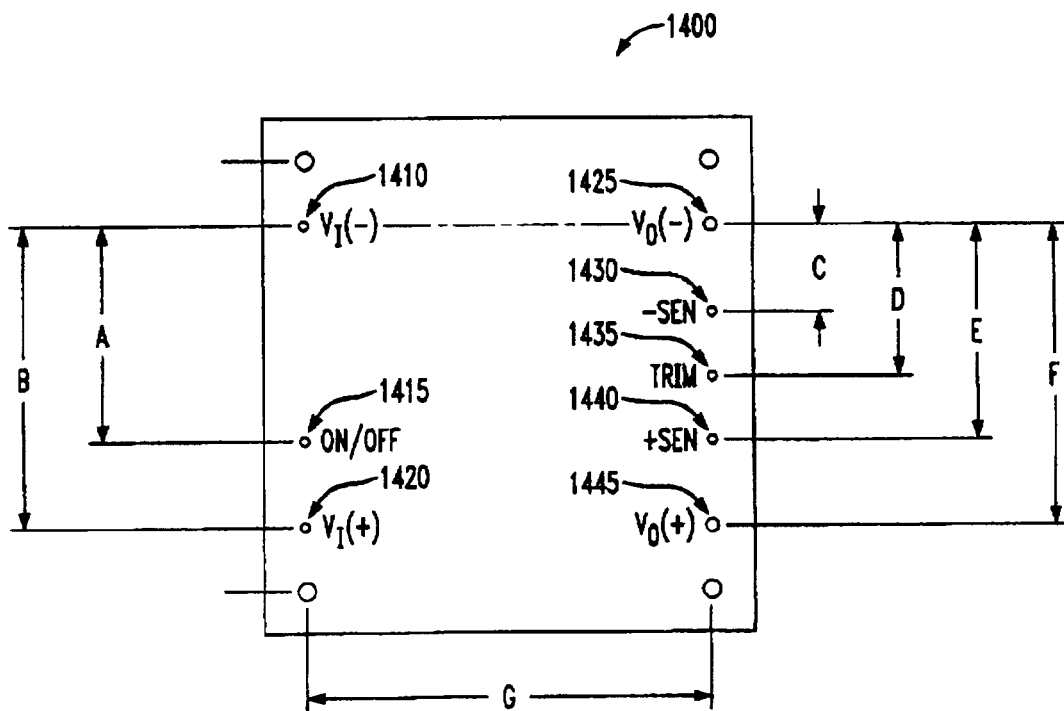 1400
1410
1425
V_I(-)
V_O(-)
C
1430
-SEN
D
1435
E
A
TRIM
F
B
1415
1440
ON/OFF
+SEN
1420
1445
V_I(+)
V_O(+)
G